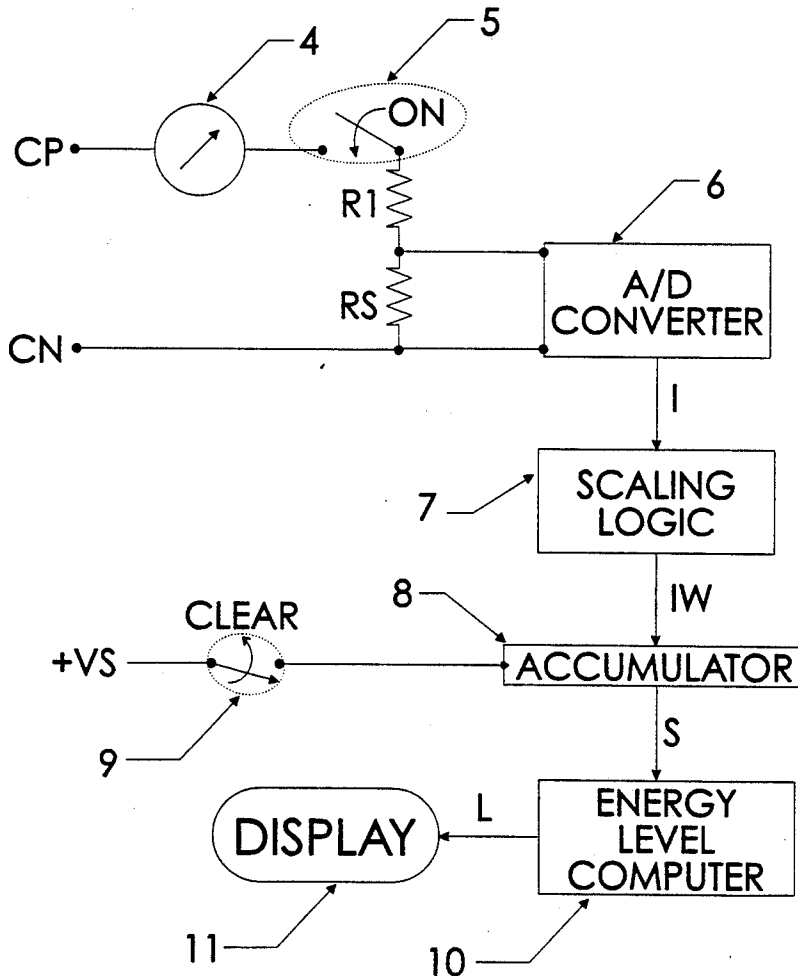 4
5
ON
CP
R1
6
A/D
CONVERTER
RS
CN
I
7
SCALING
LOGIC
IW
8
CLEAR
+VS
ACCUMULATOR
9
S
L
ENERGY
LEVEL
COMPUTER
DISPLAY
11
10